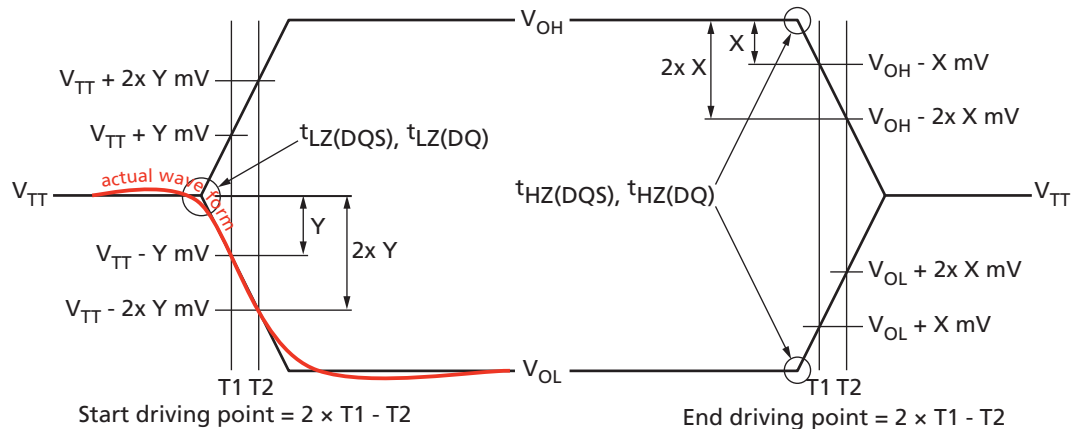 V_OH
V_TT + 2x Y mV
V_TT + Y mV
t_LZ(DQS), t_LZ(DQ)
actual wave form
V_TT
Y
2x Y
V_TT - Y mV
V_TT - 2x Y mV
V_OL
T1 T2
Start driving point = 2 × T1 - T2
X
2x X
V_OH - X mV
V_OH - 2x X mV
t_HZ(DQS), t_HZ(DQ)
V_TT
V_OL + 2x X mV
V_OL + X mV
T1 T2
End driving point = 2 × T1 - T2